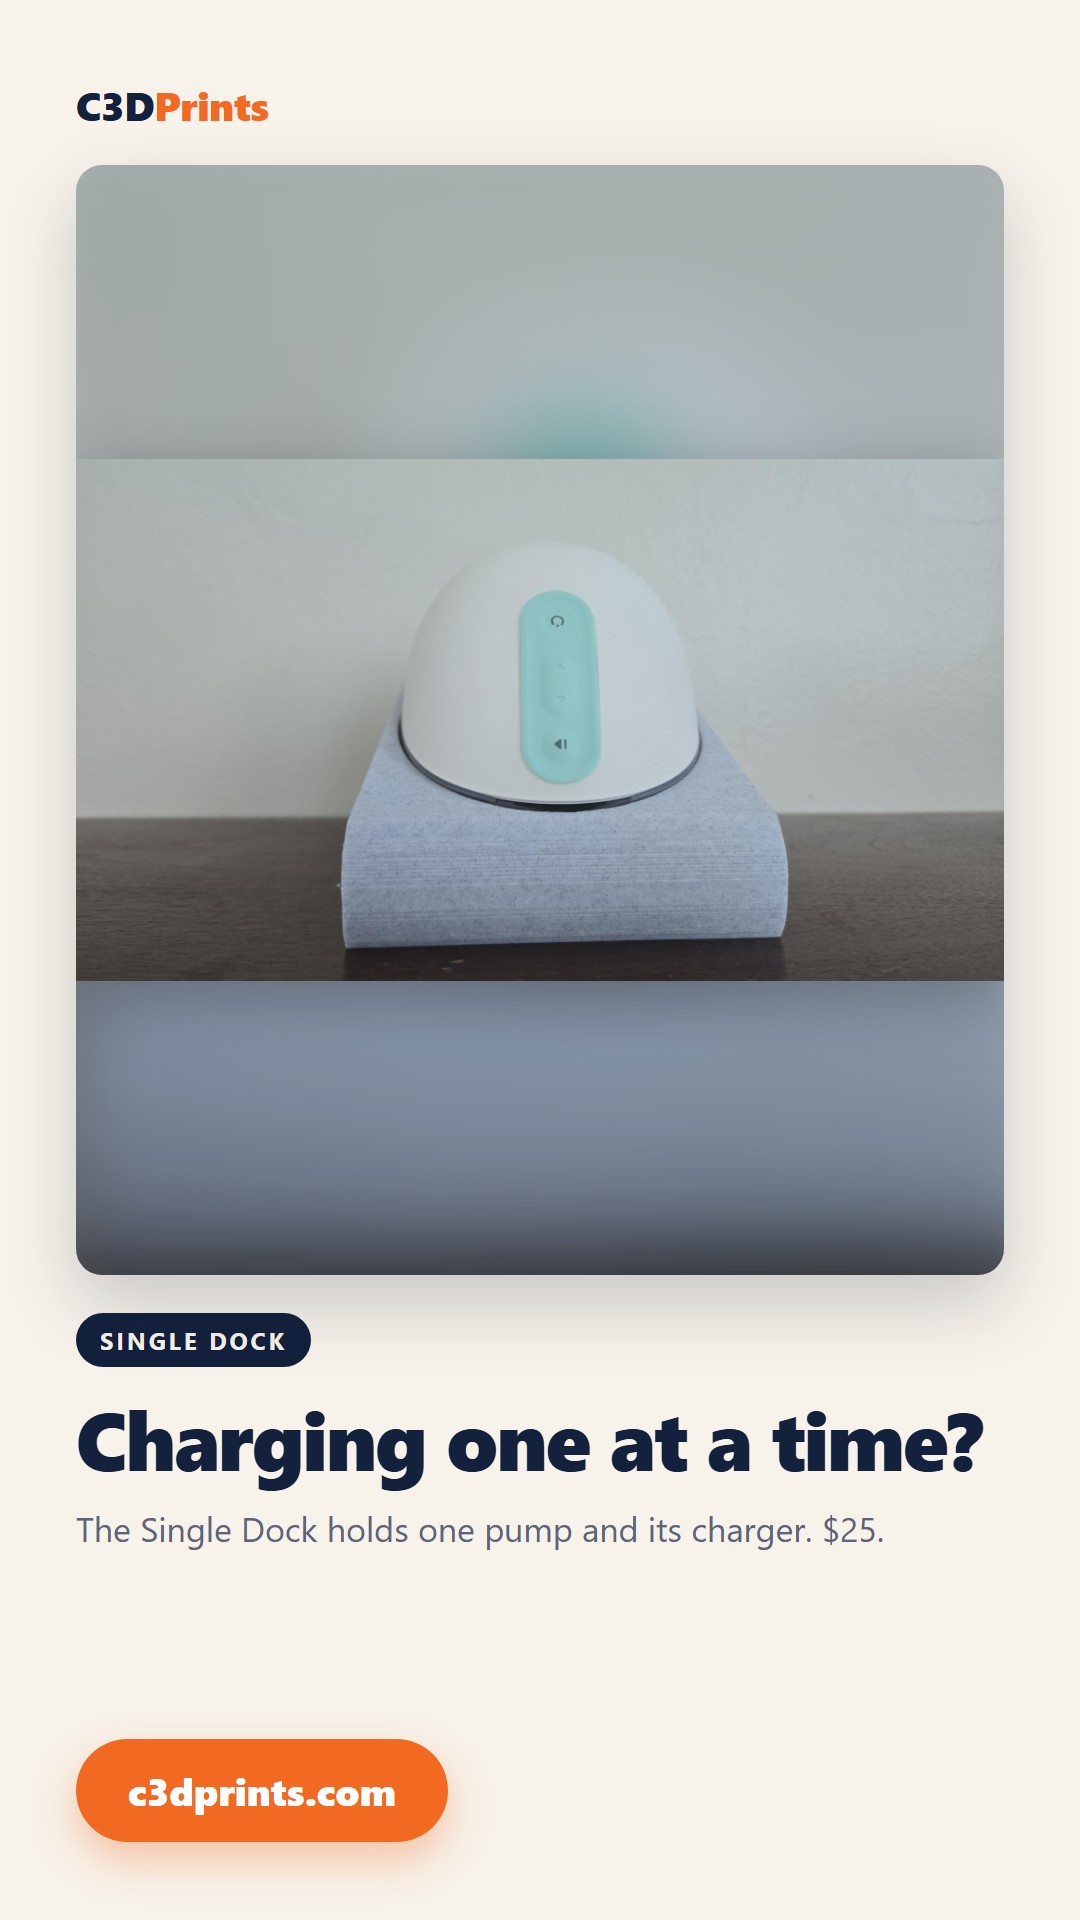 C3DPrints
SINGLE DOCK
Charging one at a time?
The Single Dock holds one pump and its charger. $25.
c3dprints.com